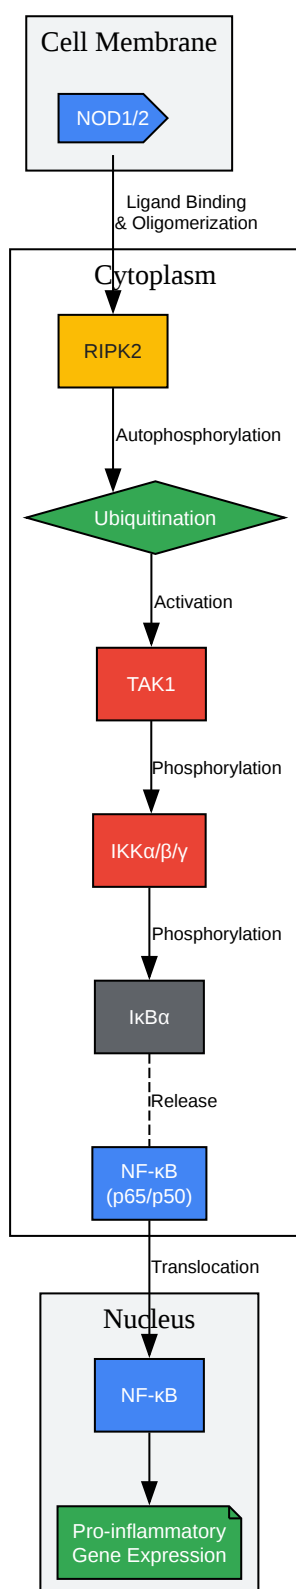 Cell Membrane
NOD1/2
Ligand Binding
& Oligomerization
Cytoplasm
RIPK2
Autophosphorylation
Ubiquitination
Activation
TAK1
Phosphorylation
IKKα/β/γ
Phosphorylation
IκBα
Release
NF-κB
(p65/p50)
Translocation
Nucleus
NF-κB
Pro-inflammatory
Gene Expression